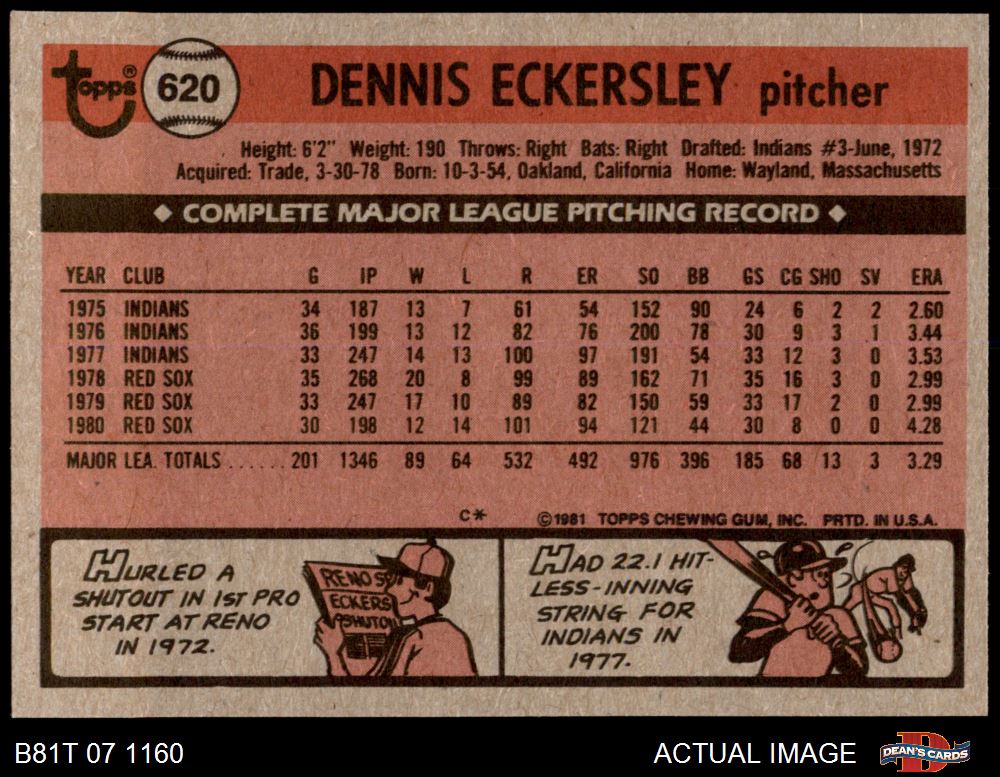 topps® 620 DENNIS ECKERSLEY pitcher
Height: 6'2" Weight: 190 Throws: Right Bats: Right Drafted: Indians #3-June, 1972
Acquired: Trade, 3-30-78 Born: 10-3-54, Oakland, California Home: Wayland, Massachusetts
◆ COMPLETE MAJOR LEAGUE PITCHING RECORD ◆
YEAR CLUB G IP W L R ER SO BB GS CG SHO SV ERA
1975 INDIANS 34 187 13 7 61 54 152 90 24 6 2 2 2.60
1976 INDIANS 36 199 13 12 82 76 200 78 30 9 3 1 3.44
1977 INDIANS 33 247 14 13 100 97 191 54 33 12 3 0 3.53
1978 RED SOX 35 268 20 8 99 89 162 71 35 16 3 0 2.99
1979 RED SOX 33 247 17 10 89 82 150 59 33 17 2 0 2.99
1980 RED SOX 30 198 12 14 101 94 121 44 30 8 0 0 4.28
MAJOR LEA. TOTALS ...... 201 1346 89 64 532 492 976 396 185 68 13 3 3.29
C* ©1981 TOPPS CHEWING GUM, INC. PRTD. IN U.S.A.
HURLED A
SHUTOUT IN 1ST PRO
START AT RENO
IN 1972.
RENO
ECKERS
HAD 22.1 HIT-
LESS-INNING
STRING FOR
INDIANS IN
1977.
B81T 07 1160 ACTUAL IMAGE DEAN'S CARDS